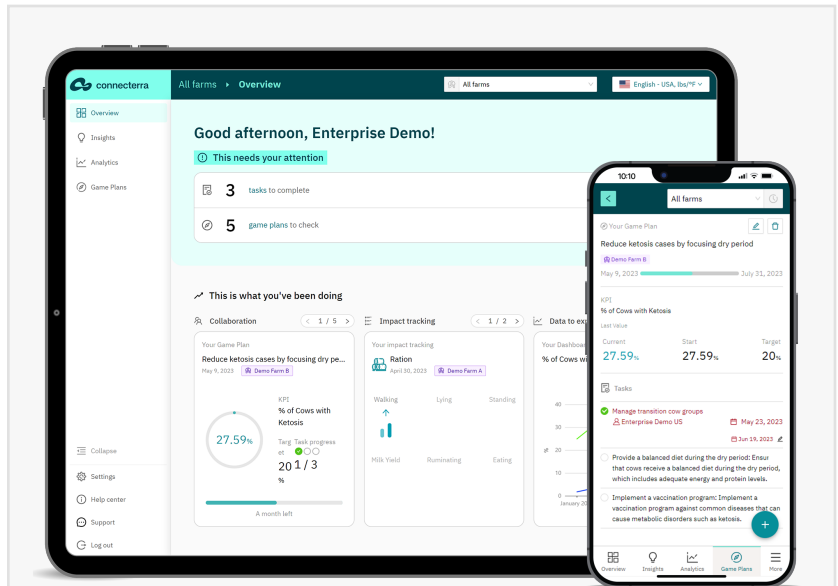 connecterra
All farms ▸ Overview
All farms
English - USA, lbs/°F
Overview
Insights
Analytics
Game Plans
Good afternoon, Enterprise Demo!
This needs your attention
3 tasks to complete
5 game plans to check
This is what you've been doing
Collaboration
< 1 / 5 >
Impact tracking
< 1 / 2 >
Data to ex
Your Game Plan
Reduce ketosis cases by focusing dry pe...
May 9, 2023 Demo Farm B
27.59%
KPI
% of Cows with
Ketosis
Targ
et
20
%
Task progress
1 / 3
A month left
Your impact tracking
Ration
April 30, 2023 Demo Farm A
Walking Lying Standing
Milk Yield Ruminating Eating
Your Dashboa
% of Cows wi
40
30
%
20
10
0
January 20
Collapse
Settings
Help center
Support
Log out
10:10
All farms
Your Game Plan
Reduce ketosis cases by focusing dry period
Demo Farm B
May 9, 2023 July 31, 2023
KPI
% of Cows with Ketosis
Last Value
Current Start Target
27.59% 27.59% 20%
Tasks
Manage transition cow groups
Enterprise Demo US May 23, 2023
Jun 19, 2023
Provide a balanced diet during the dry period: Ensur
that cows receive a balanced diet during the dry period,
which includes adequate energy and protein levels.
Implement a vaccination program: Implement a
vaccination program against common diseases that can
cause metabolic disorders such as ketosis.
+
Overview Insights Analytics Game Plans More